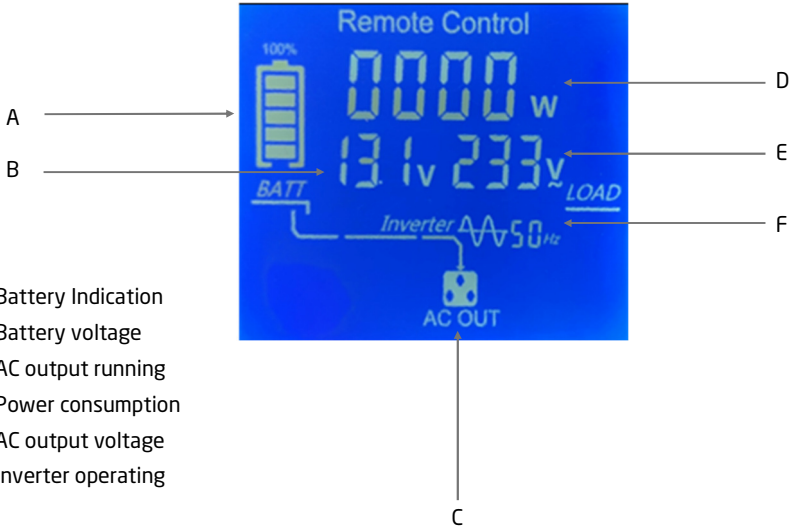 Remote Control
100%
0000 W
A
D
B
13.1v 233v~
E
BATT
LOAD
Inverter 50Hz
F
AC OUT
Battery Indication
Battery voltage
AC output running
Power consumption
AC output voltage
Inverter operating
C